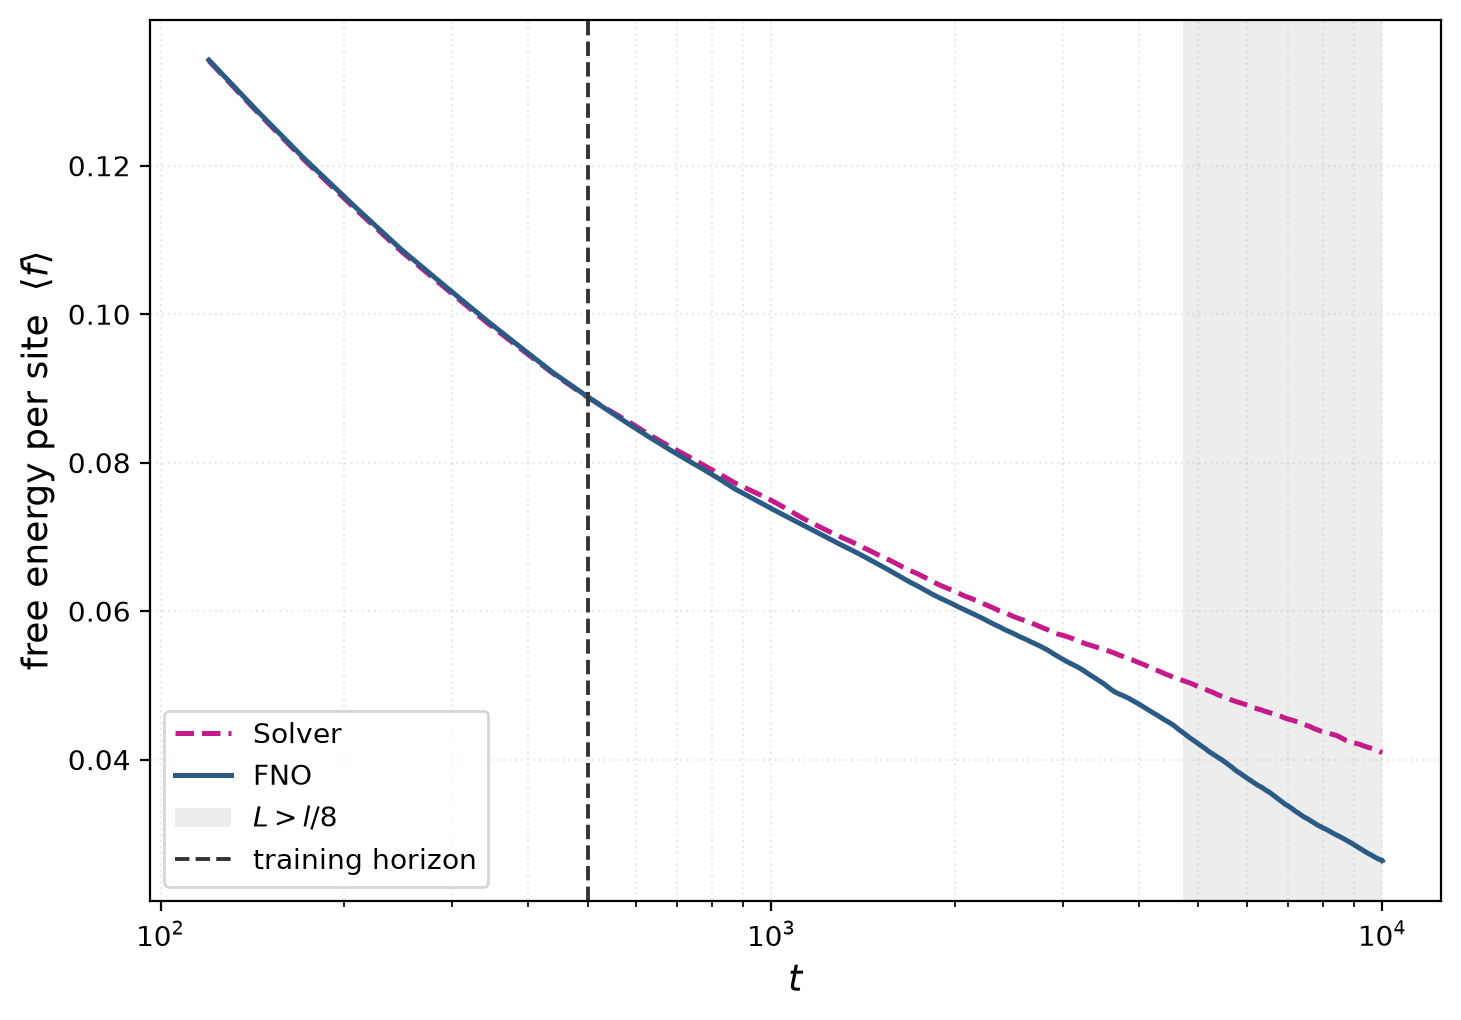 free energy per site ⟨f⟩
0.12
0.10
0.08
0.06
0.04
Solver
FNO
L > l/8
training horizon
10²
10³
10⁴
t